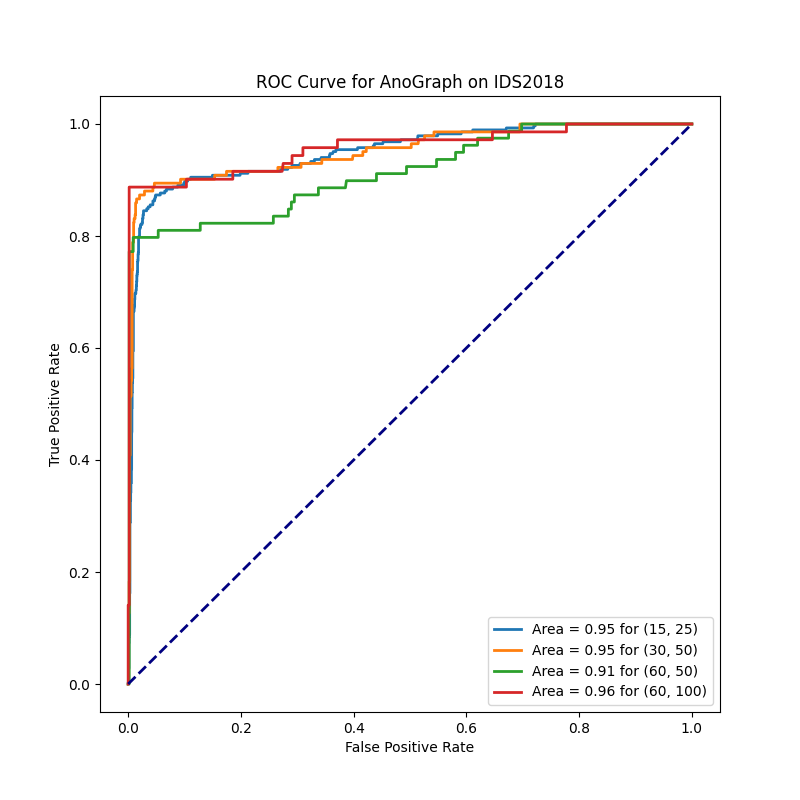 ROC Curve for AnoGraph on IDS2018
True Positive Rate
1.0
0.8
0.6
0.4
0.2
0.0
Area = 0.95 for (15, 25)
Area = 0.95 for (30, 50)
Area = 0.91 for (60, 50)
Area = 0.96 for (60, 100)
0.0 0.2 0.4 0.6 0.8 1.0
False Positive Rate